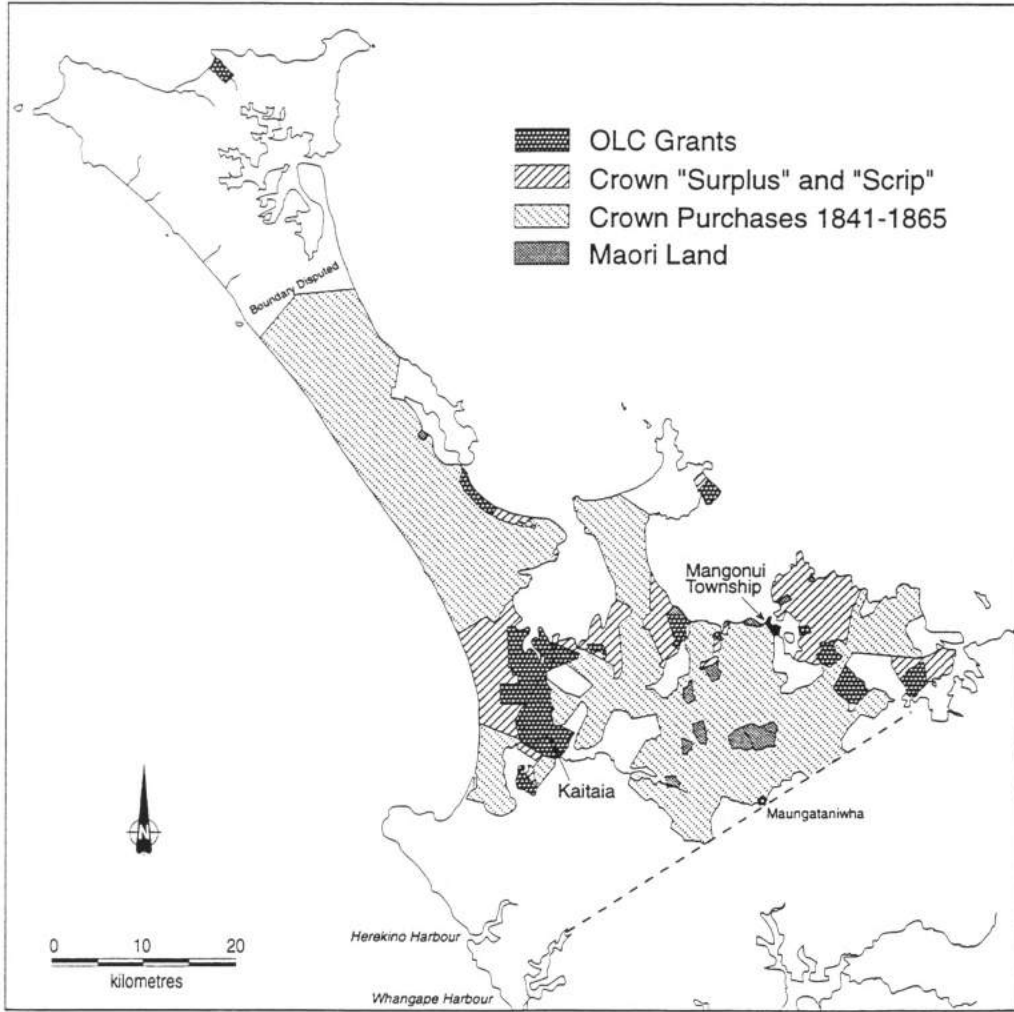 OLC Grants
Crown "Surplus" and "Scrip"
Crown Purchases 1841-1865
Maori Land
Boundary Disputed
Mangonui
Township
Kaitaia
Maungataniwha
N
0 10 20
kilometres
Herekino Harbour
Whangape Harbour